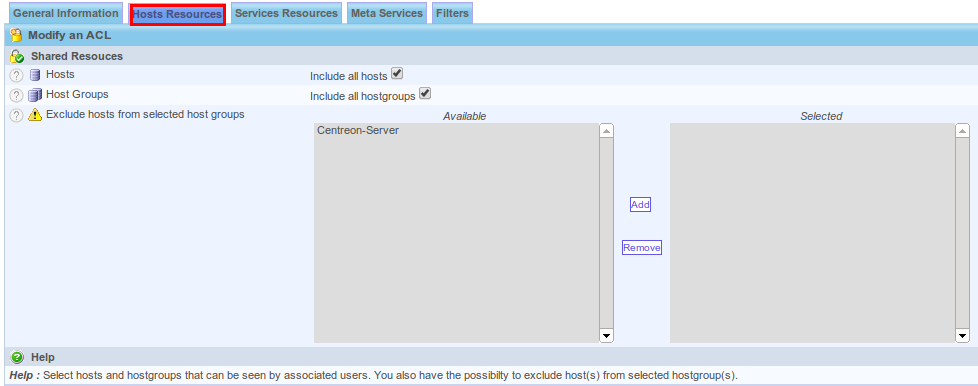 General Information Hosts Resources Services Resources Meta Services Filters
Modify an ACL
Shared Resouces
? Hosts Include all hosts
? Host Groups Include all hostgroups
? Exclude hosts from selected host groups
Available Selected
Centreon-Server
Add
Remove
? Help
Help : Select hosts and hostgroups that can be seen by associated users. You also have the possibilty to exclude host(s) from selected hostgroup(s).